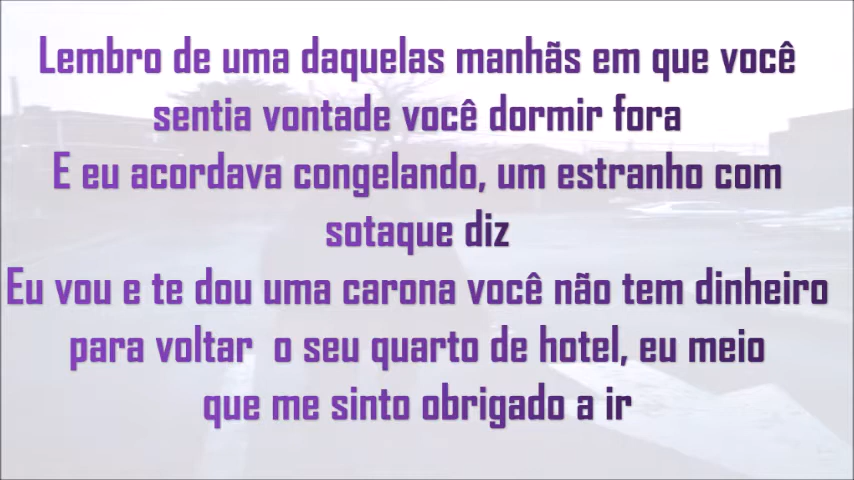 Lembro de uma daquelas manhãs em que você
sentia vontade você dormir fora
E eu acordava congelando, um estranho com
sotaque diz
Eu vou e te dou uma carona você não tem dinheiro
para voltar o seu quarto de hotel, eu meio
que me sinto obrigado a ir